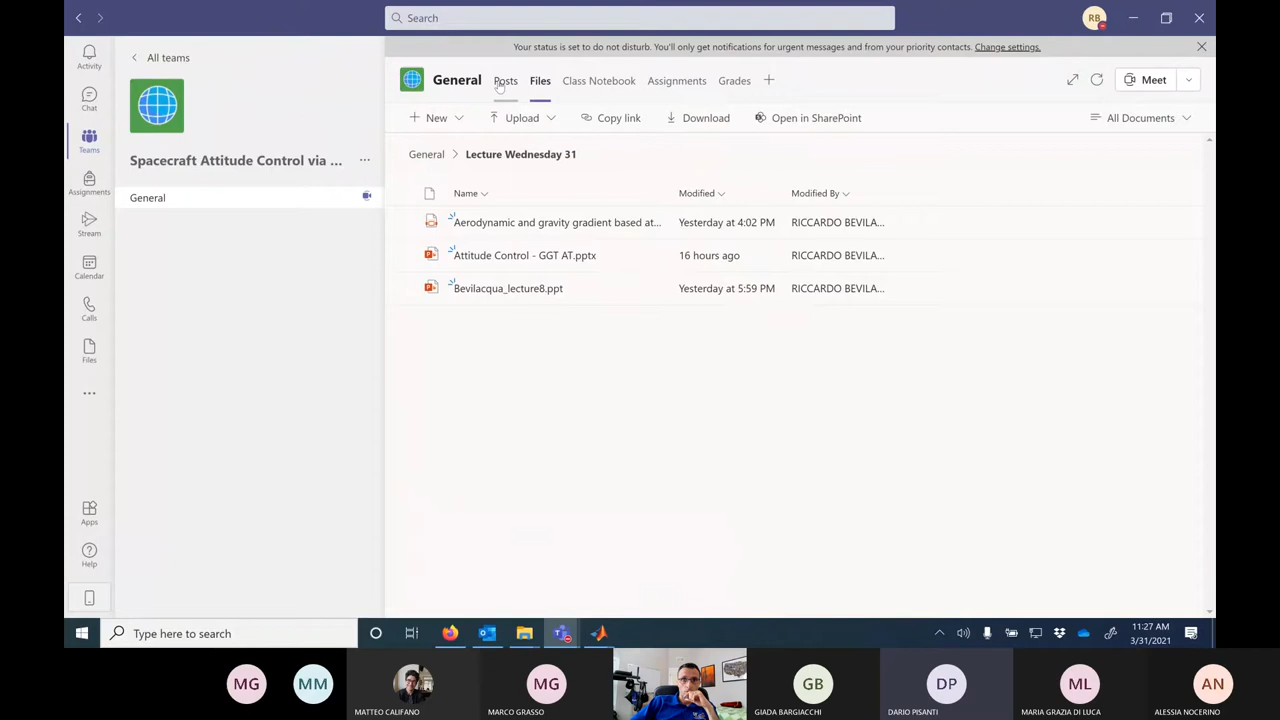 Search
RB
Your status is set to do not disturb. You'll only get notifications for urgent messages and from your priority contacts. Change settings.
Activity
Chat
Teams
Assignments
Stream
Calendar
Calls
Files
Apps
Help
All teams
Spacecraft Attitude Control via ...
General
General
Posts
Files
Class Notebook
Assignments
Grades
Meet
New
Upload
Copy link
Download
Open in SharePoint
All Documents
General > Lecture Wednesday 31
Name Modified Modified By
Aerodynamic and gravity gradient based at... Yesterday at 4:02 PM RICCARDO BEVILA...
Attitude Control - GGT AT.pptx 16 hours ago RICCARDO BEVILA...
Bevilacqua_lecture8.ppt Yesterday at 5:59 PM RICCARDO BEVILA...
Type here to search
11:27 AM
3/31/2021
MG
MM
MATTEO CALIFANO
MG
MARCO GRASSO
GB
GIADA BARGIACCHI
DP
DARIO PISANTI
ML
MARIA GRAZIA DI LUCA
AN
ALESSIA NOCERINO